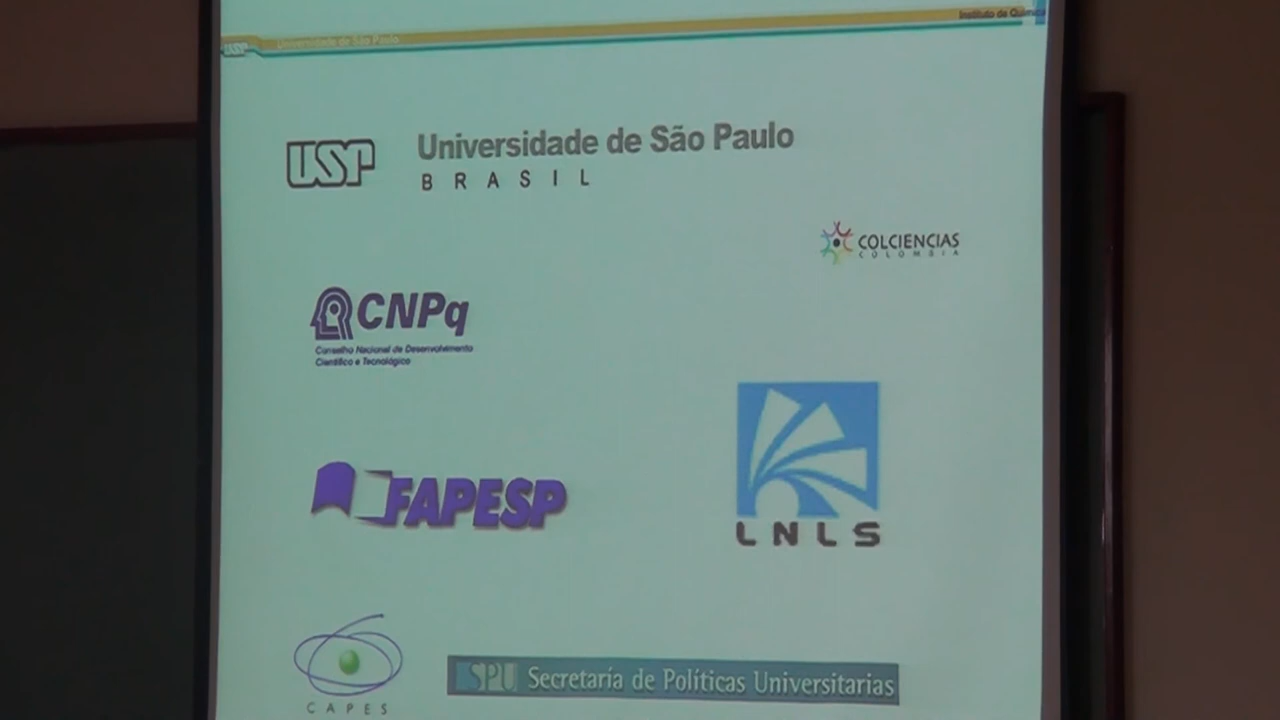 USP Universidade de São Paulo
Instituto de Química
USP Universidade de São Paulo
BRASIL
COLCIENCIAS
COLOMBIA
CNPq
Conselho Nacional de Desenvolvimento
Científico e Tecnológico
FAPESP
LNLS
CAPES
SPU Secretaría de Políticas Universitarias